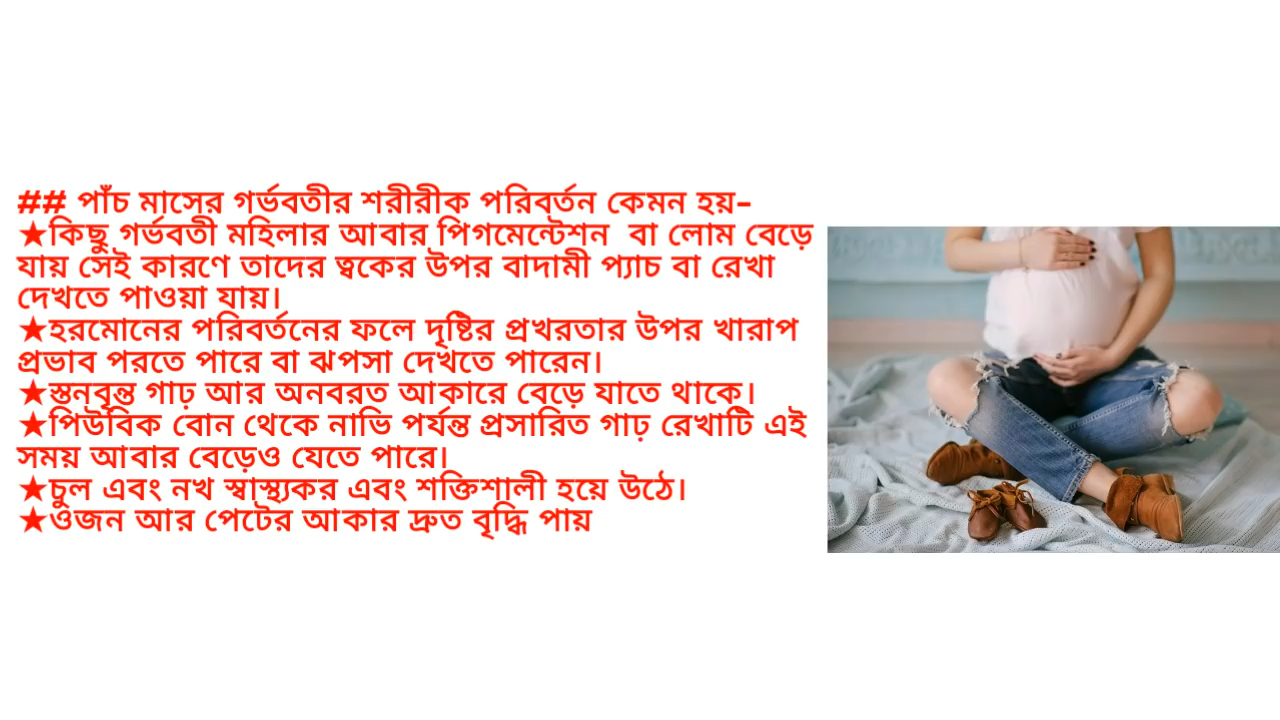 ## পাঁচ মাসের গর্ভবতীর শরীরীক পরিবর্তন কেমন হয়–
★কিছু গর্ভবতী মহিলার আবার পিগমেন্টেশন বা লোম বেড়ে
যায় সেই কারণে তাদের ত্বকের উপর বাদামী প্যাচ বা রেখা
দেখতে পাওয়া যায়।
★হরমোনের পরিবর্তনের ফলে দৃষ্টির প্রখরতার উপর খারাপ
প্রভাব পরতে পারে বা ঝপসা দেখতে পারেন।
★স্তনবৃন্ত গাঢ় আর অনবরত আকারে বেড়ে যাতে থাকে।
★পিউবিক বোন থেকে নাভি পর্যন্ত প্রসারিত গাঢ় রেখাটি এই
সময় আবার বেড়েও যেতে পারে।
★চুল এবং নখ স্বাস্থ্যকর এবং শক্তিশালী হয়ে উঠে।
★ওজন আর পেটের আকার দ্রুত বৃদ্ধি পায়